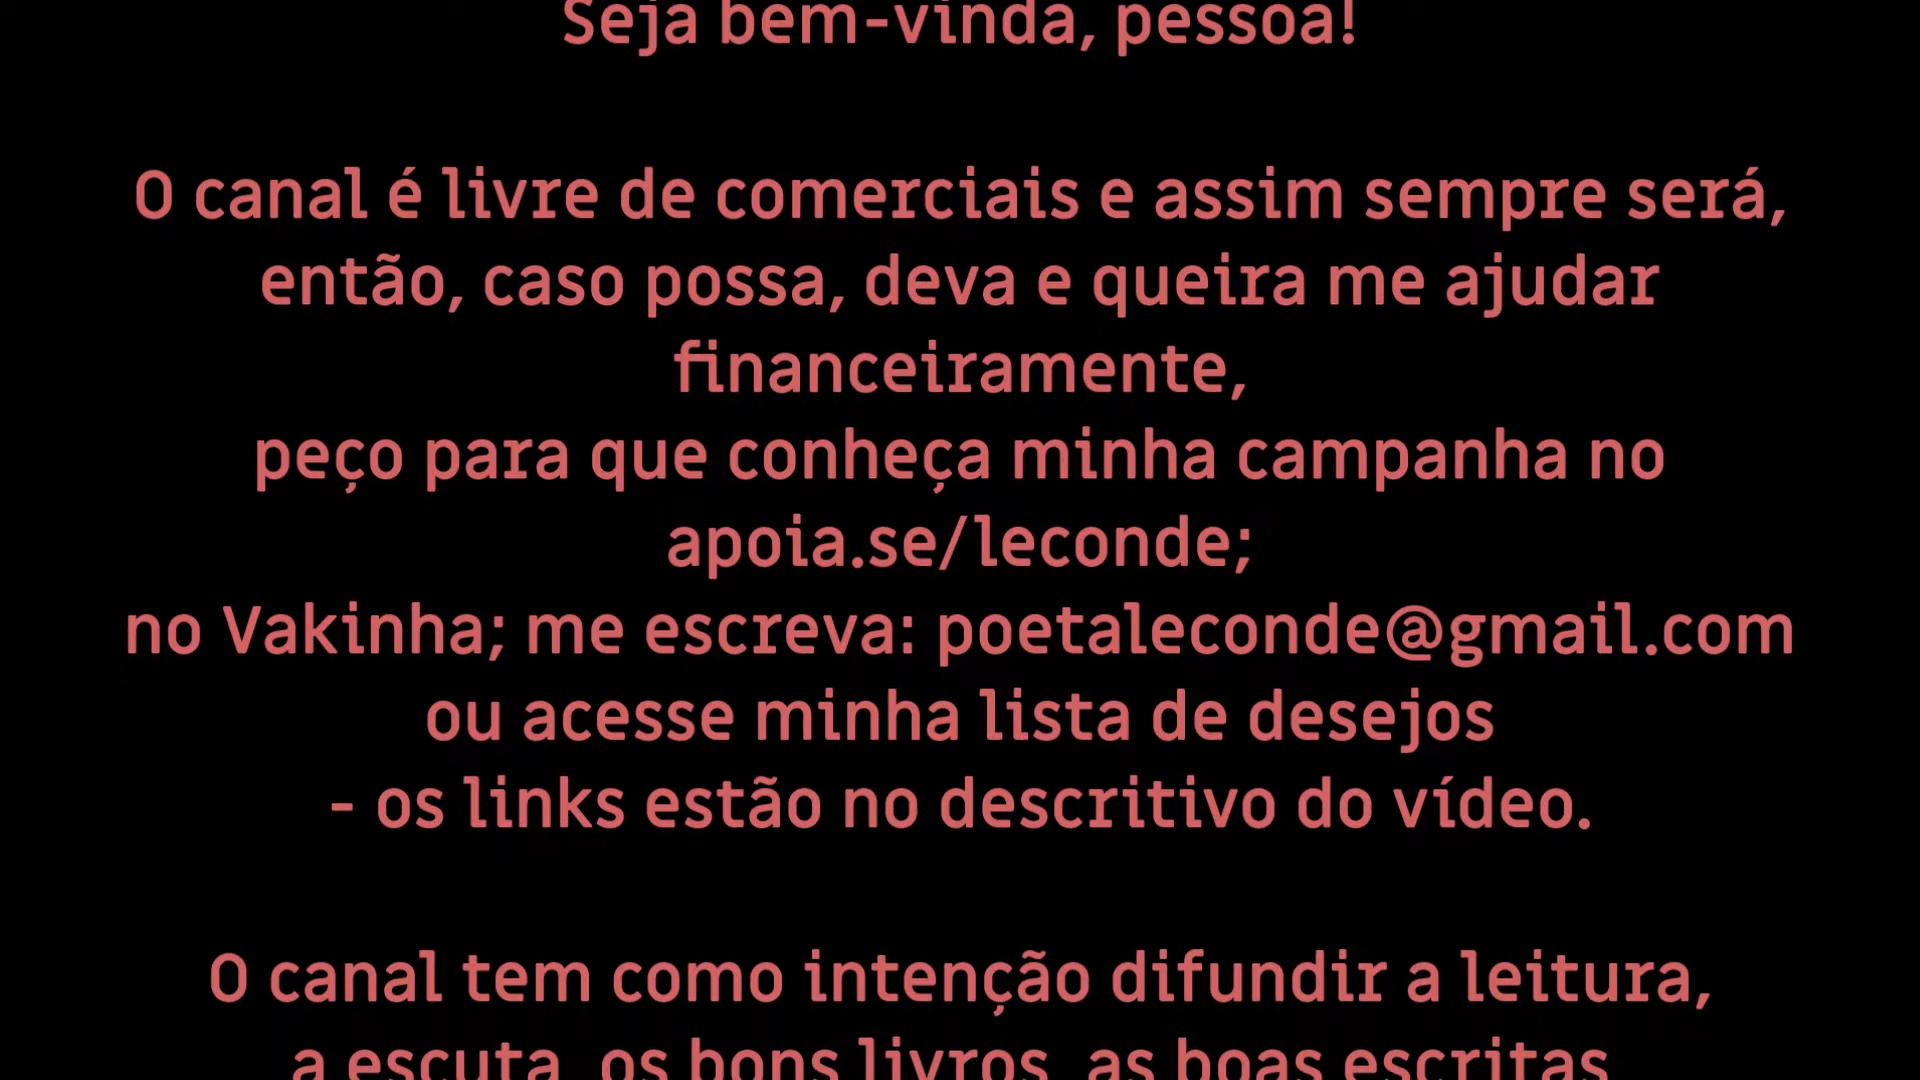 Seja bem-vinda, pessoa!
O canal é livre de comerciais e assim sempre será,
então, caso possa, deva e queira me ajudar
financeiramente,
peço para que conheça minha campanha no
apoia.se/leconde;
no Vakinha; me escreva: poetaleconde@gmail.com
ou acesse minha lista de desejos
- os links estão no descritivo do vídeo.
O canal tem como intenção difundir a leitura,
a escuta, os bons livros, as boas escritas